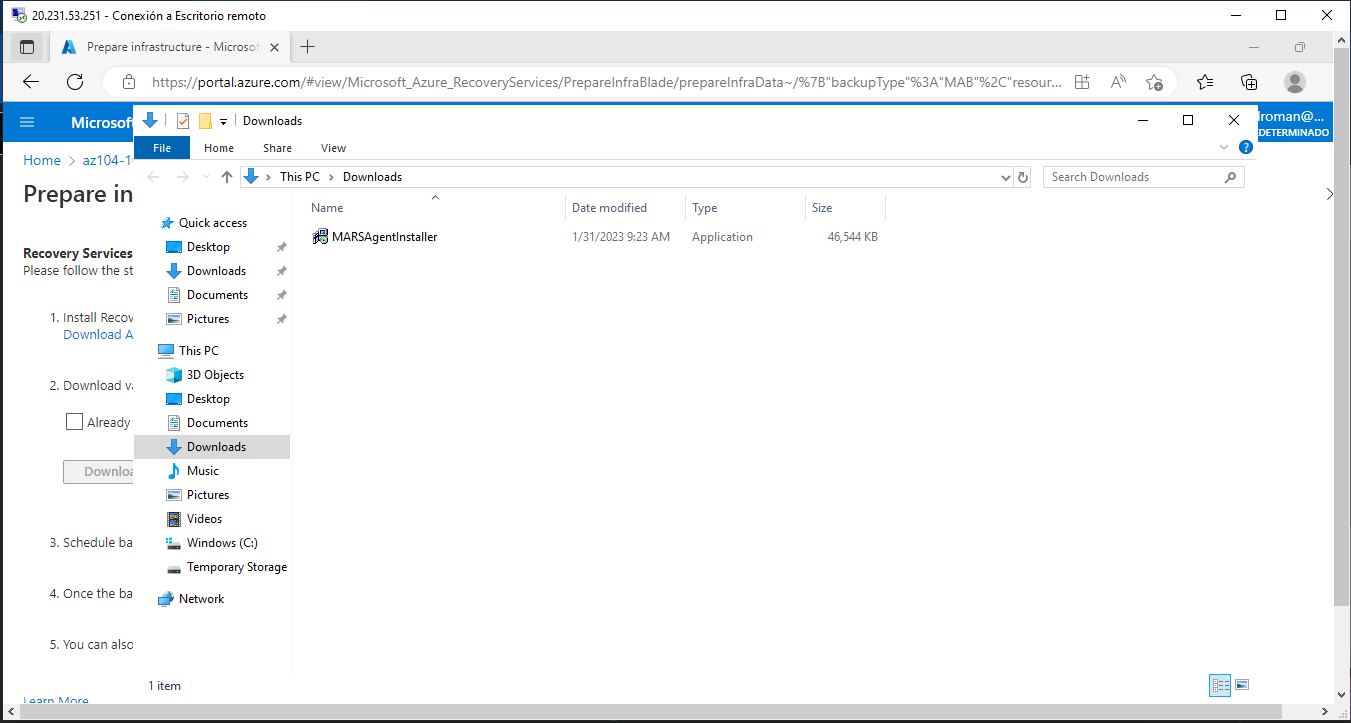 20.231.53.251 - Conexión a Escritorio remoto
Prepare infrastructure - Microsof
https://portal.azure.com/#view/Microsoft_Azure_RecoveryServices/PrepareInfraBlade/prepareInfraData~/%7B"backupType"%3A"MAB"%2C"resour...
Microsof
Downloads
lroman@...
DETERMINADO
File Home Share View
Home > az104-1
This PC > Downloads
Search Downloads
Prepare in
Name Date modified Type Size
MARSAgentInstaller 1/31/2023 9:23 AM Application 46,544 KB
Quick access
Desktop
Downloads
Documents
Pictures
This PC
3D Objects
Desktop
Documents
Downloads
Music
Pictures
Videos
Windows (C:)
Temporary Storage
Network
Recovery Services
Please follow the st
1. Install Recov
Download A
2. Download va
Already
Downloa
3. Schedule ba
4. Once the ba
5. You can also
1 item
Learn More